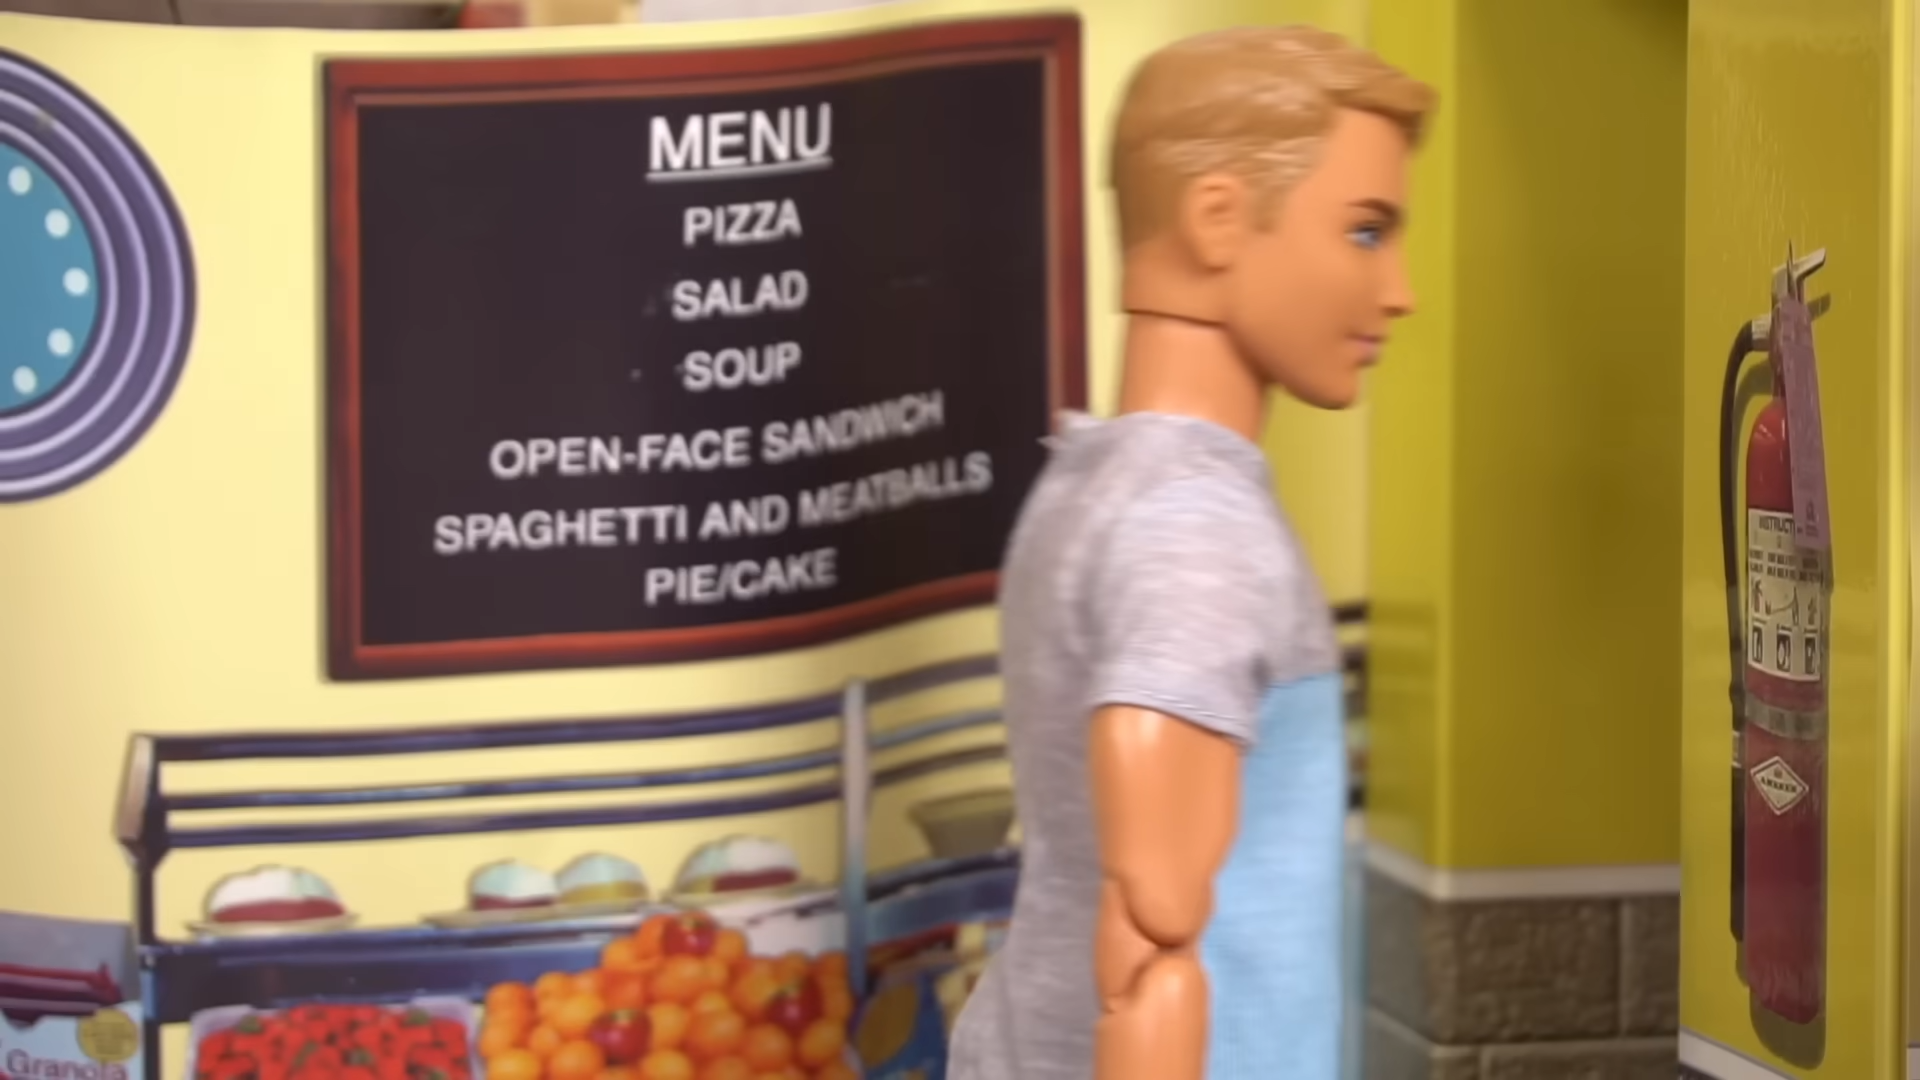 MENU
PIZZA
SALAD
SOUP
OPEN-FACE SANDWICH
SPAGHETTI AND MEATBALLS
PIE/CAKE
Granola